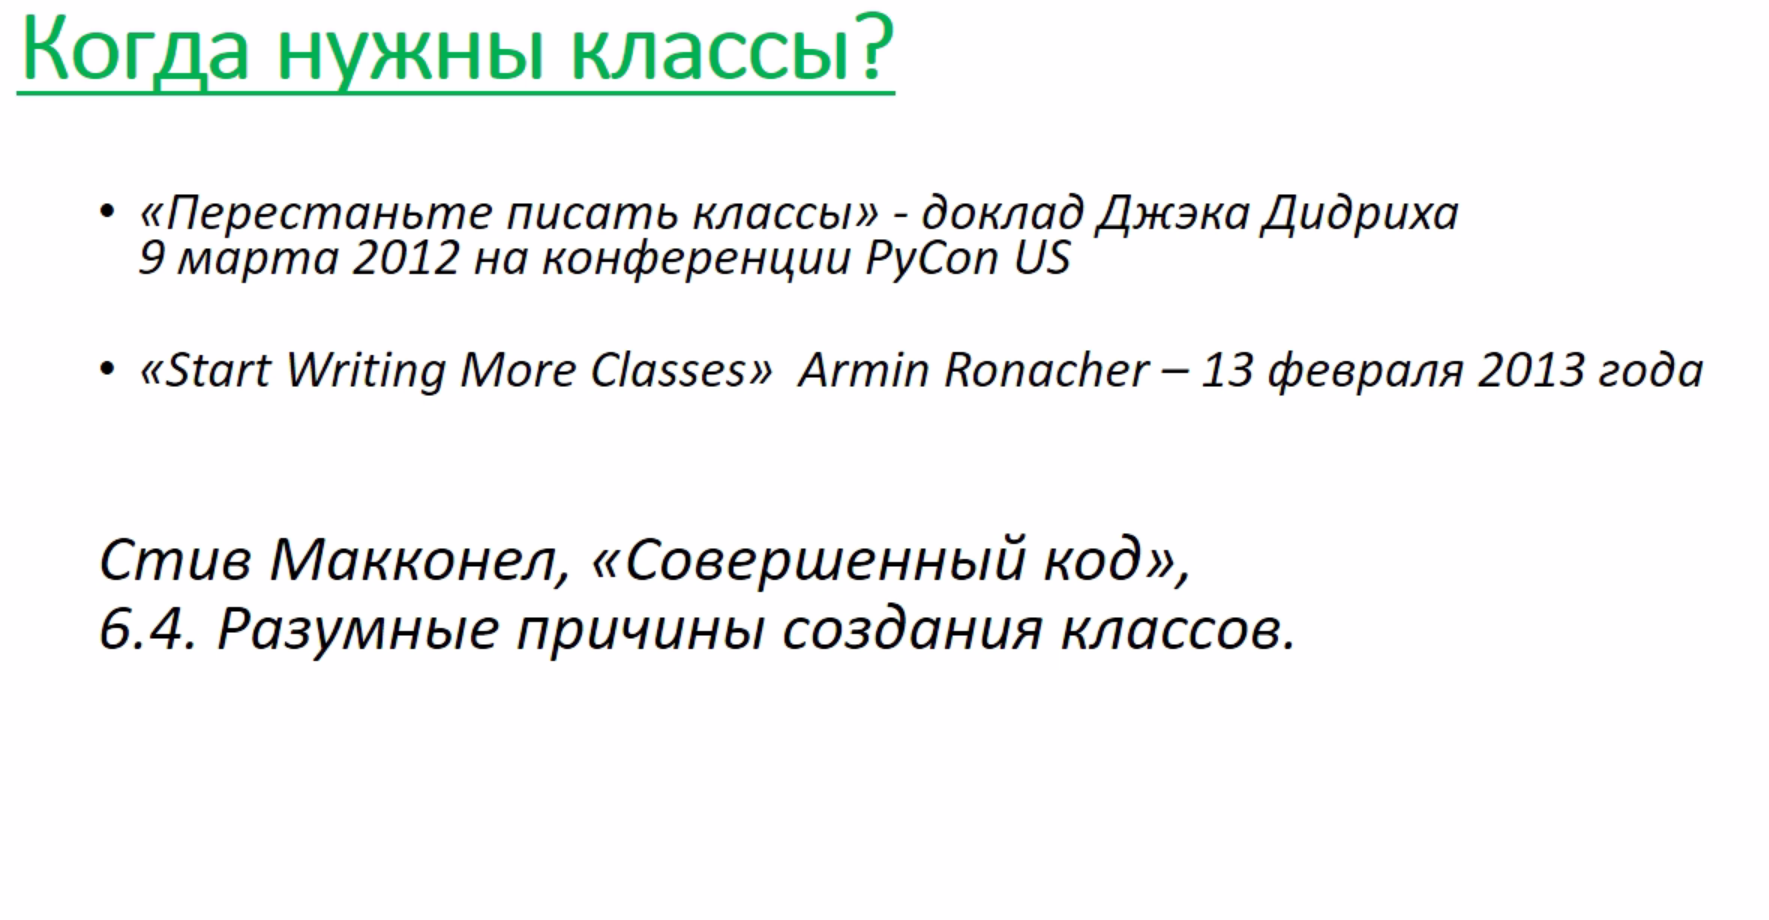 Когда нужны классы?
• «Перестаньте писать классы» - доклад Джэка Дидриха
9 марта 2012 на конференции PyCon US
• «Start Writing More Classes» Armin Ronacher – 13 февраля 2013 года
Стив Макконел, «Совершенный код»,
6.4. Разумные причины создания классов.